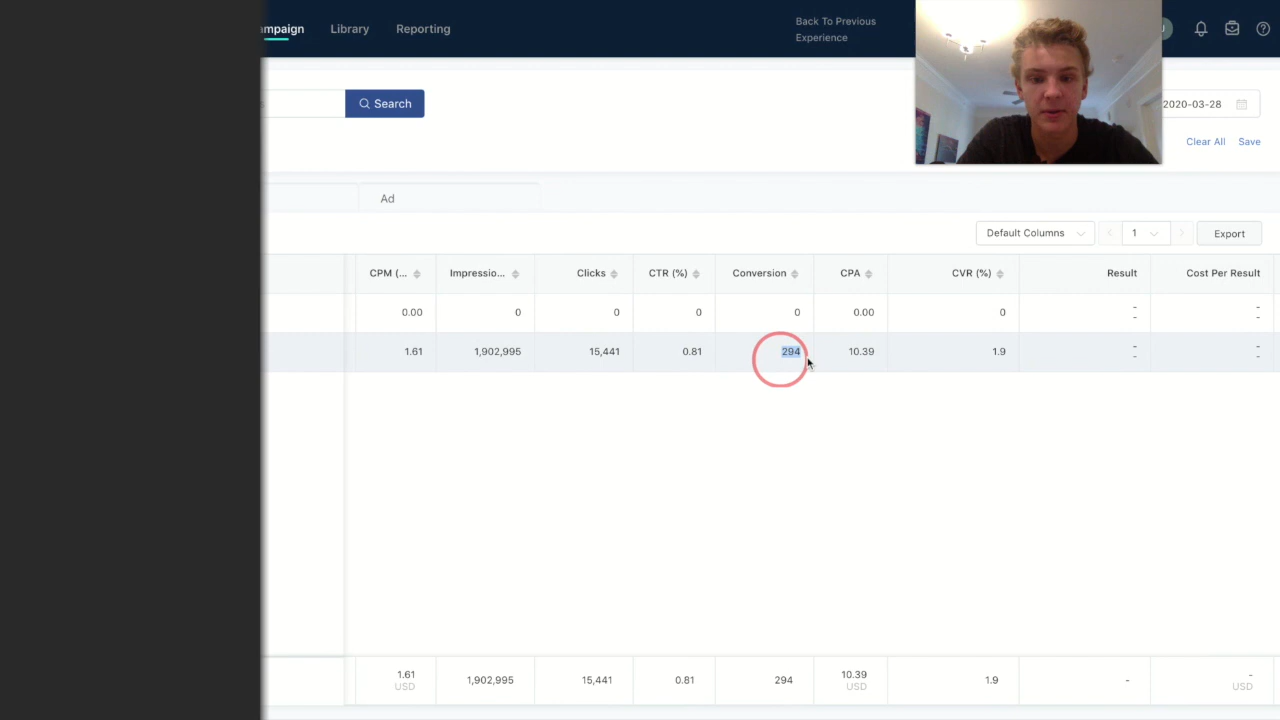 mpaign Library Reporting
Back To Previous
Experience
Search
2020-03-28
Clear All Save
Ad
Default Columns 1 Export
CPM (... Impressio... Clicks CTR (%) Conversion CPA CVR (%) Result Cost Per Result
0.00 0 0 0 0 0.00 0 - -
- -
1.61 1,902,995 15,441 0.81 294 10.39 1.9 - -
- -
1.61 1,902,995 15,441 0.81 294 10.39 1.9 - -
USD USD USD